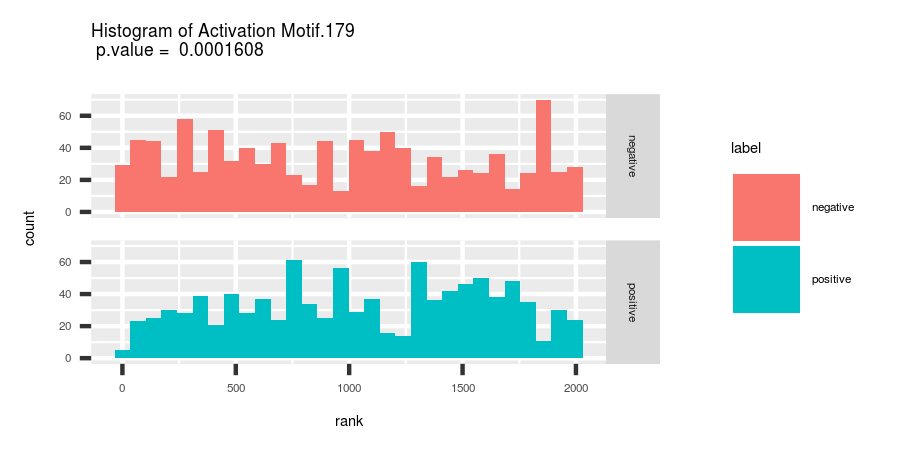 Histogram of Activation Motif.179
p.value = 0.0001608
60
40
20
0
negative
60
40
20
0
positive
0 500 1000 1500 2000
rank
count
label
negative
positive